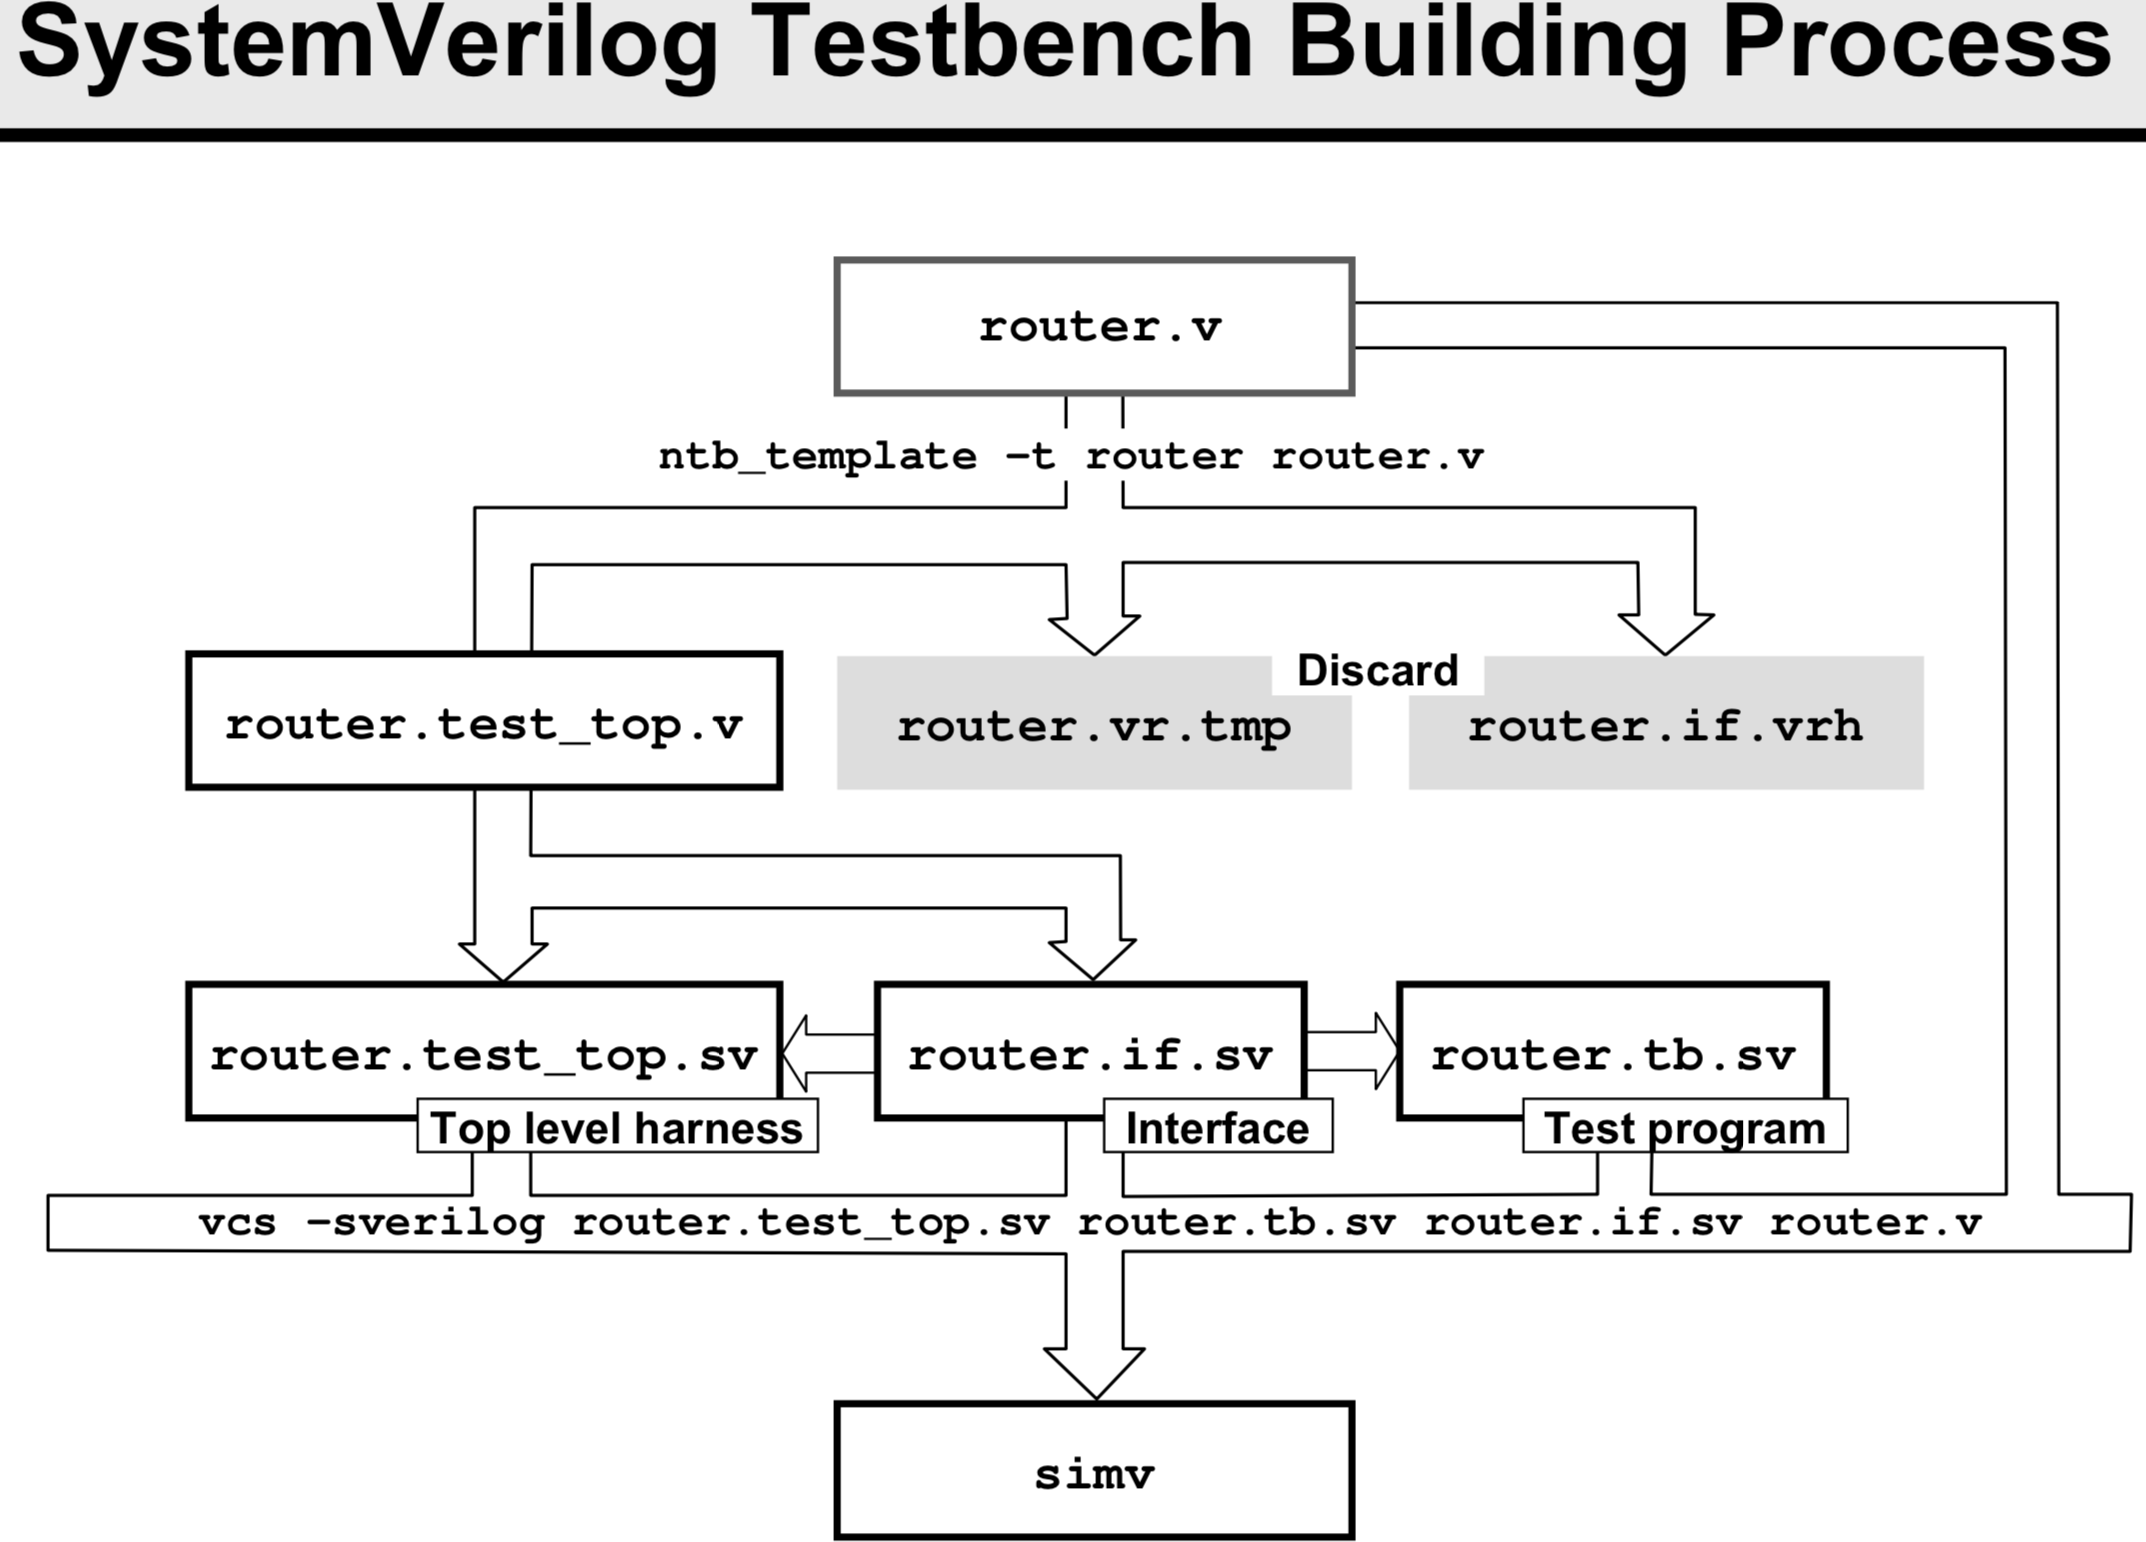 SystemVerilog Testbench Building Process
router.v
ntb_template -t router router.v
Discard
router.test_top.v
router.vr.tmp
router.if.vrh
router.test_top.sv
router.if.sv
router.tb.sv
Top level harness
Interface
Test program
vcs -sverilog router.test_top.sv router.tb.sv router.if.sv router.v
simv